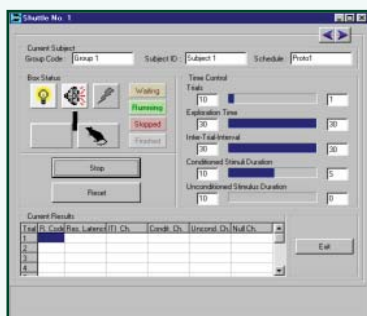 Shuttle No. 1
Current Subject
Group Code : Group 1 Subject ID : Subject 1 Schedule : Proto1
Box Status
Waiting
Running
Skipped
Finished
Stop
Reset
Time Control
Trials
10 1
Exploration Time
30 30
Inter-Trial-Interval
30 30
Conditioned Stimuli Duration
10 5
Unconditioned Stimulus Duration
10 0
Current Results
Trial R. Code Res. Latency ITI Ch. Condit. Ch. Uncond. Ch. Null Ch.
1
2
3
4
Exit